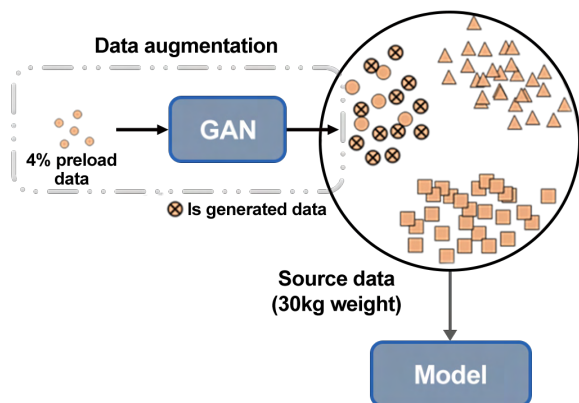 Data augmentation
GAN
4% preload
data
Is generated data
Source data
(30kg weight)
Model